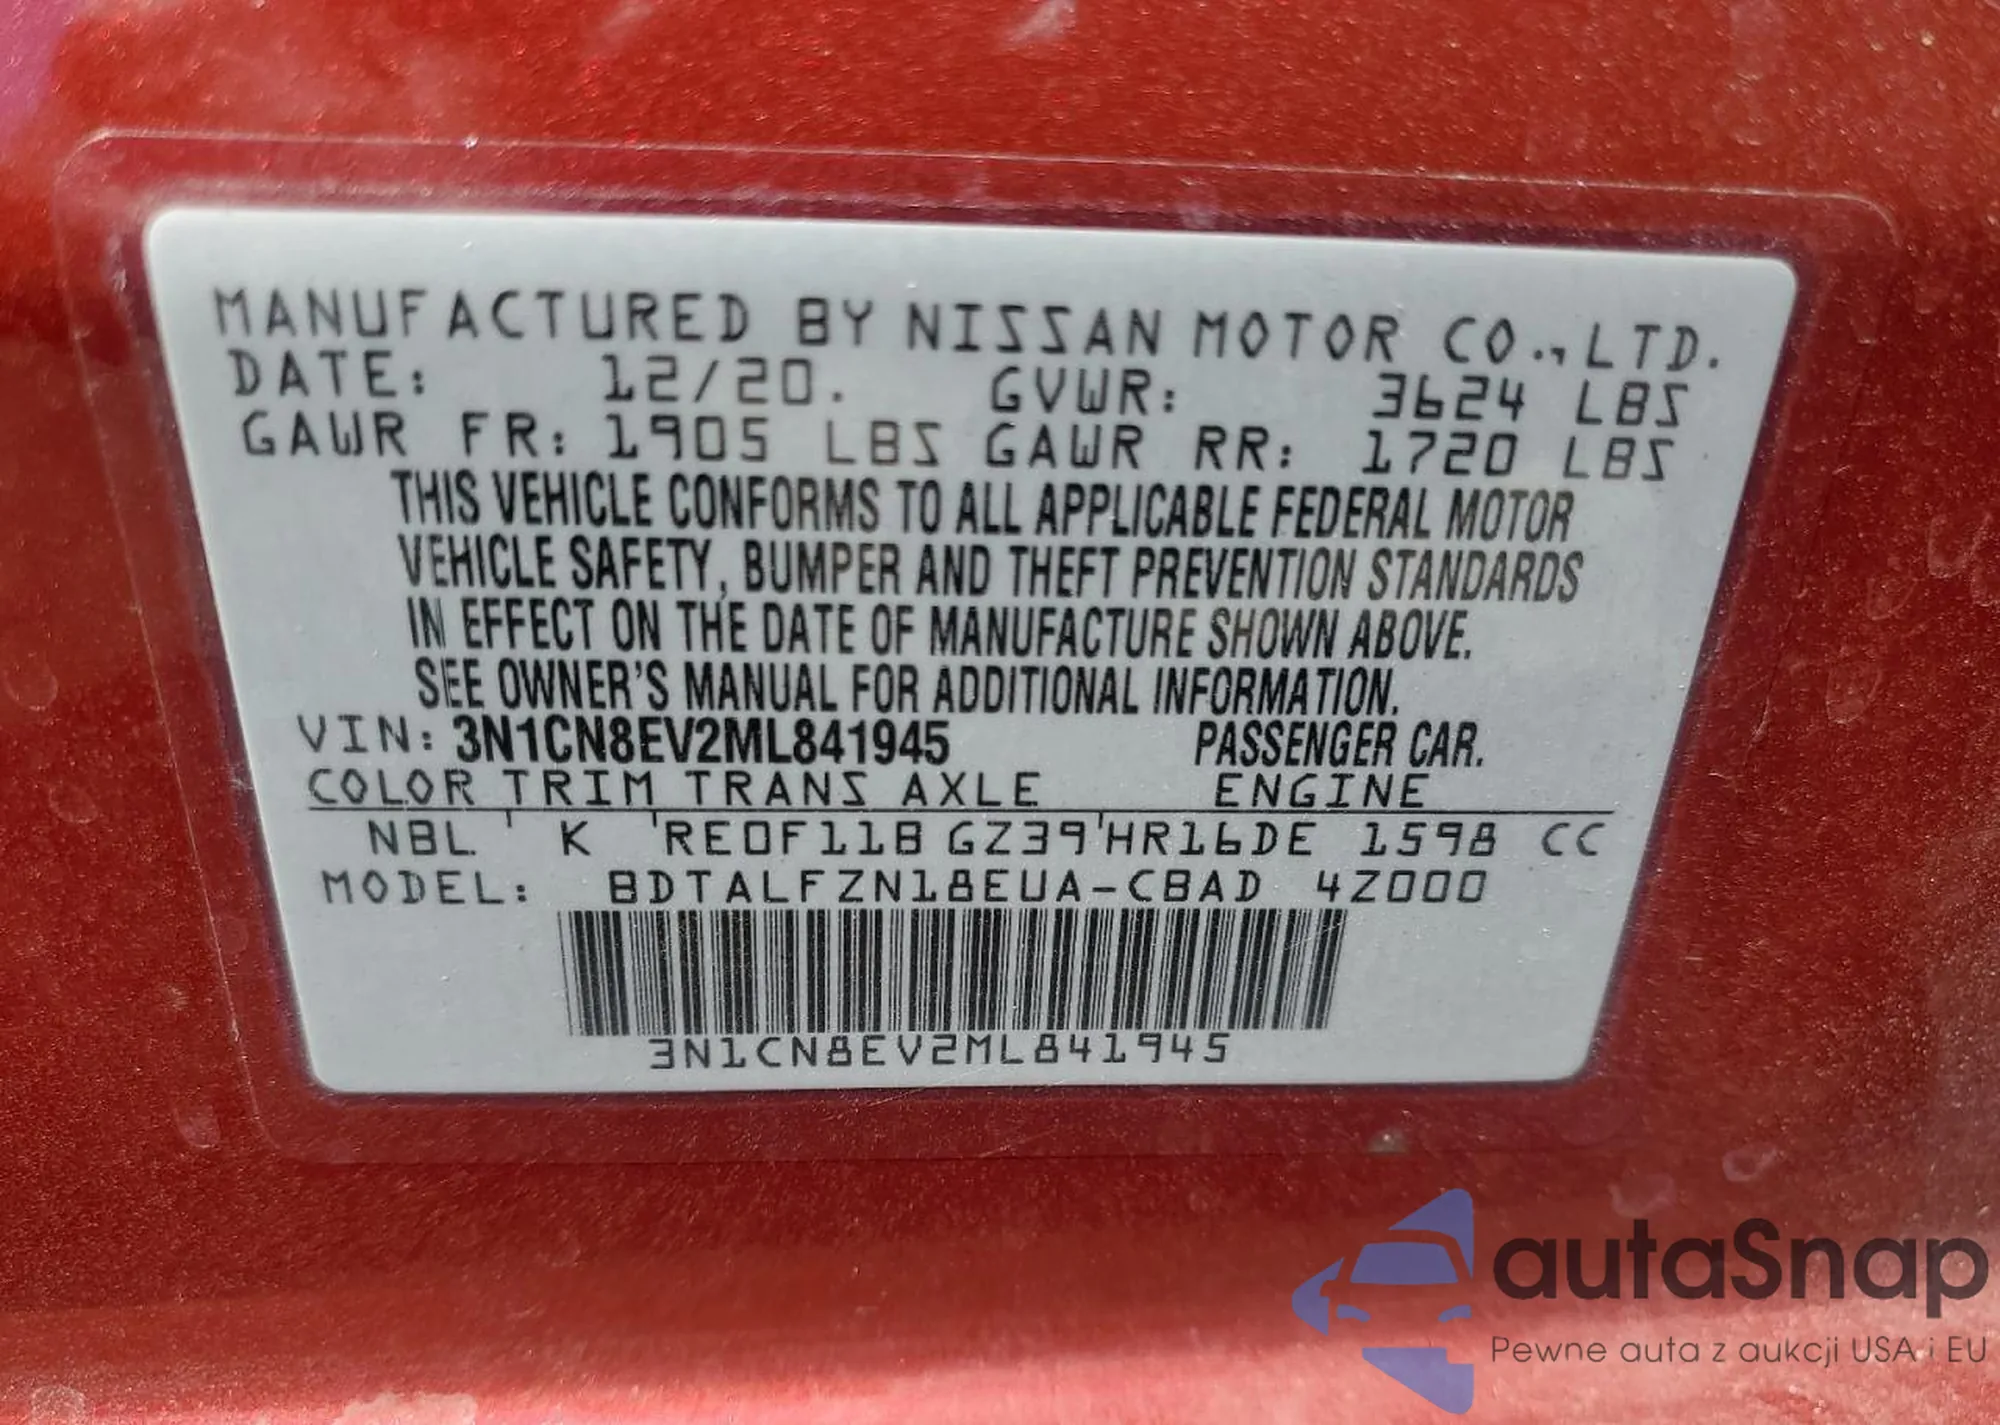 MANUFACTURED BY NISSAN MOTOR CO.,LTD.
DATE: 12/20. GVWR: 3624 LBS
GAWR FR: 1905 LBS GAWR RR: 1720 LBS
THIS VEHICLE CONFORMS TO ALL APPLICABLE FEDERAL MOTOR
VEHICLE SAFETY, BUMPER AND THEFT PREVENTION STANDARDS
IN EFFECT ON THE DATE OF MANUFACTURE SHOWN ABOVE.
SEE OWNER'S MANUAL FOR ADDITIONAL INFORMATION.
VIN: 3N1CN8EV2ML841945 PASSENGER CAR.
COLOR TRIM TRANS AXLE ENGINE
NBL K RE0F11B GZ39 HR16DE 1598 CC
MODEL: BDTALFZN18EUA-CBAD 4Z000
3N1CN8EV2ML841945
autaSnap
Pewne auta z aukcji USA i EU